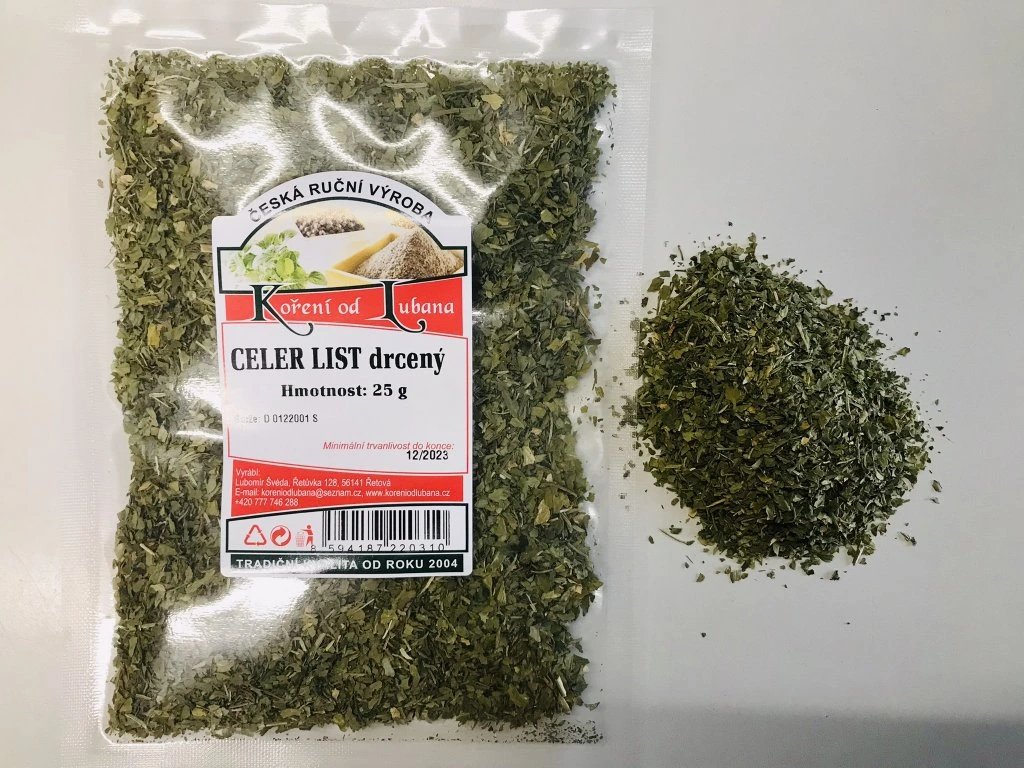 ČESKÁ RUČNÍ VÝROBA
Koření od Lubana
CELER LIST drcený
Hmotnost: 25 g
D 0122001 S
Minimální trvanlivost do konce:
12/2023
Vyrábí:
Lubomír Švéda, Řetůvka 128, 56141 Řetová
E-mail: koreniodlubana@seznam.cz, www.koreniodlubana.cz
+420 777 746 288
8 594187 220310
TRADIČNÍ KVALITA OD ROKU 2004